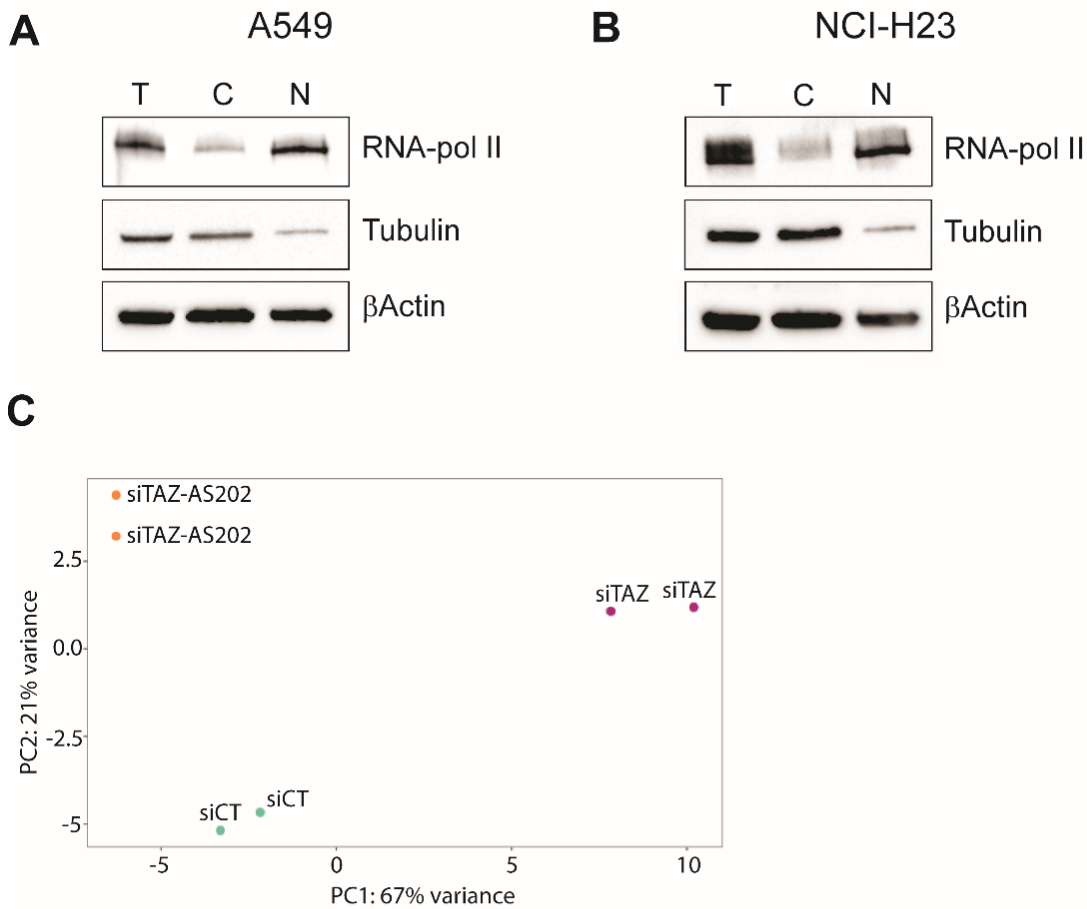 A
A549
T C N
RNA-pol II
Tubulin
βActin
B
NCI-H23
T C N
RNA-pol II
Tubulin
βActin
C
siTAZ-AS202
siTAZ-AS202
siTAZ siTAZ
siCT
siCT
2.5
0.0
-2.5
-5
PC2: 21% variance
-5 0 5 10
PC1: 67% variance